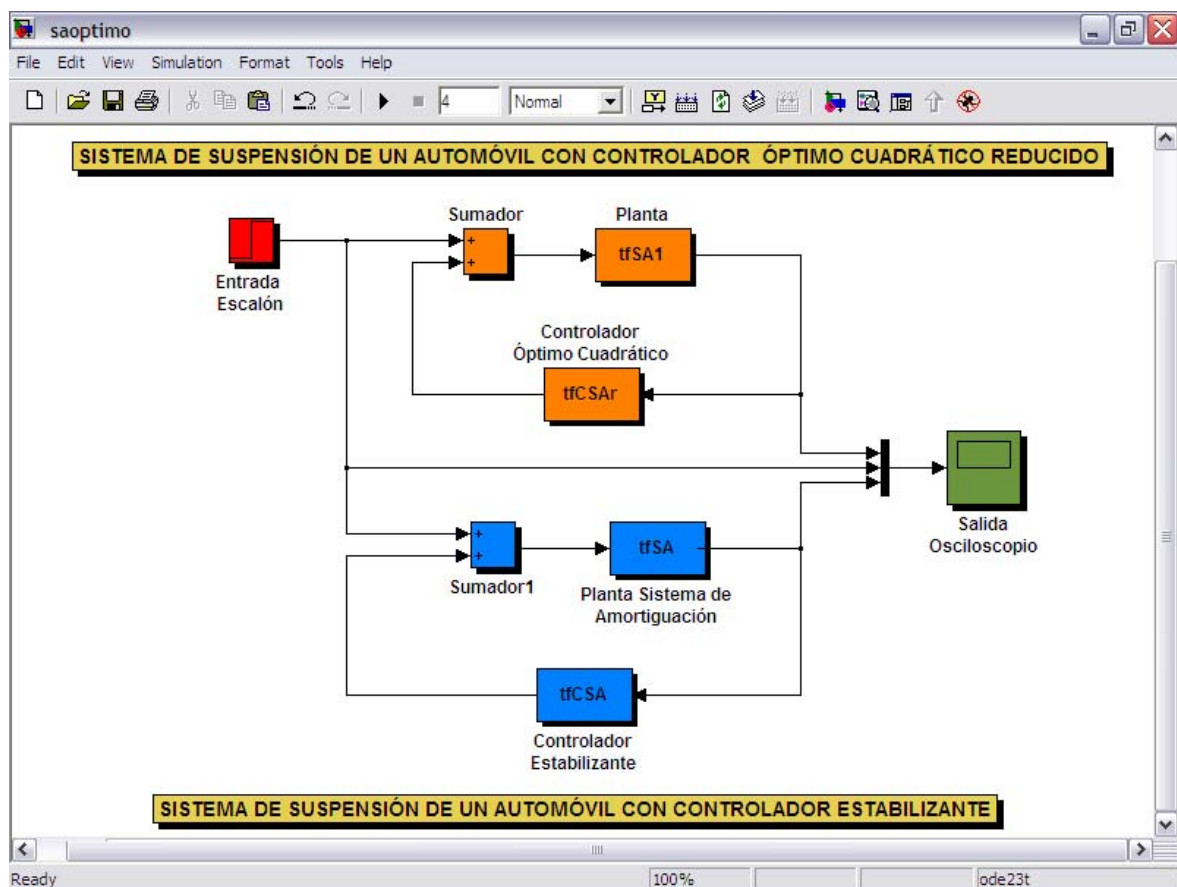 saoptimo
File Edit View Simulation Format Tools Help
4 Normal
SISTEMA DE SUSPENSIÓN DE UN AUTOMÓVIL CON CONTROLADOR ÓPTIMO CUADRÁTICO REDUCIDO
Entrada
Escalón
Sumador
+
+
Planta
tfSA1
Controlador
Óptimo Cuadrático
tfCSAr
Salida
Osciloscopio
+
+
Sumador1
tfSA
Planta Sistema de
Amortiguación
tfCSA
Controlador
Estabilizante
SISTEMA DE SUSPENSIÓN DE UN AUTOMÓVIL CON CONTROLADOR ESTABILIZANTE
Ready 100% ode23t